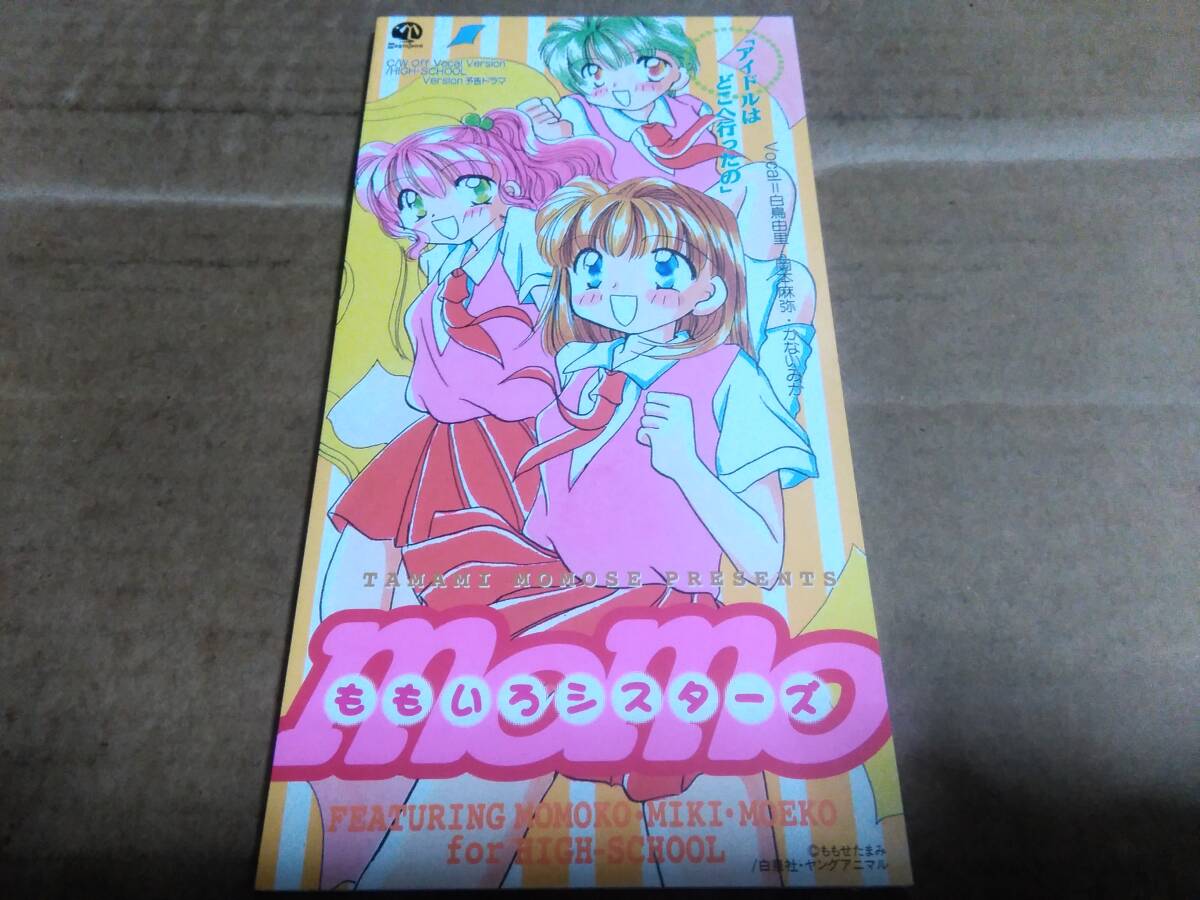 C/W Off Vocal Version
/HIGH-SCHOOL
Version 予告ドラマ
「アイドルは
どこへ行ったの」
Vocal=白鳥由里・岡本麻弥・かないみか
TAMAMI MOMOSE PRESENTS
momo
ももいろシスターズ
FEATURING MOMOKO・MIKI・MOEKO
for HIGH-SCHOOL
©ももせたまみ
/白泉社・ヤングアニマル